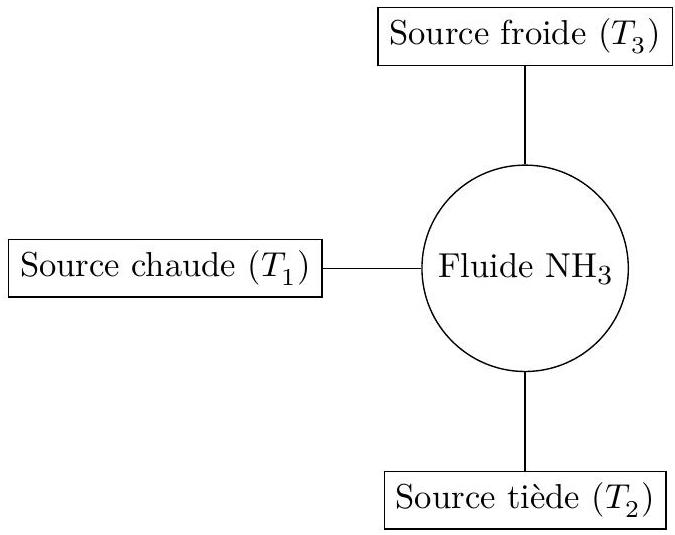 Source froide (T₃)
Source chaude (T₁)
Fluide NH₃
Source tiède (T₂)